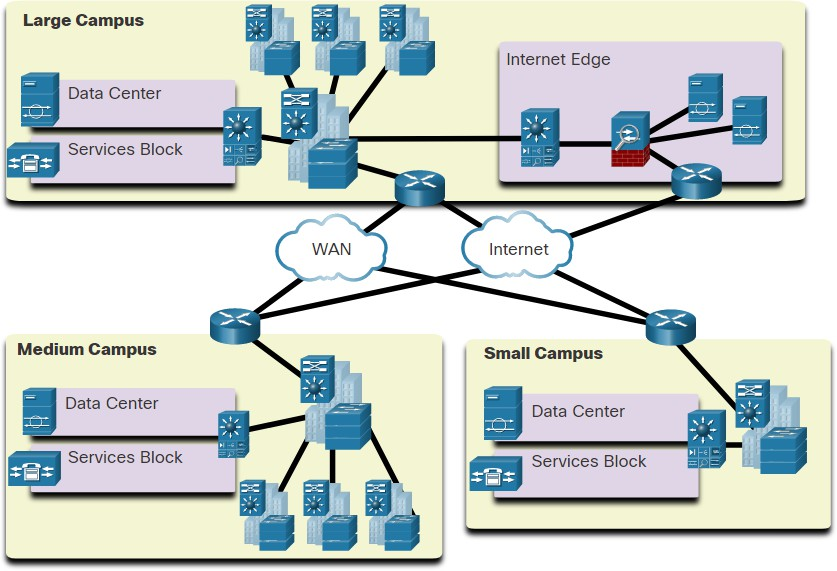 Large Campus
Internet Edge
Data Center
Services Block
WAN
Internet
Medium Campus
Data Center
Services Block
Small Campus
Data Center
Services Block